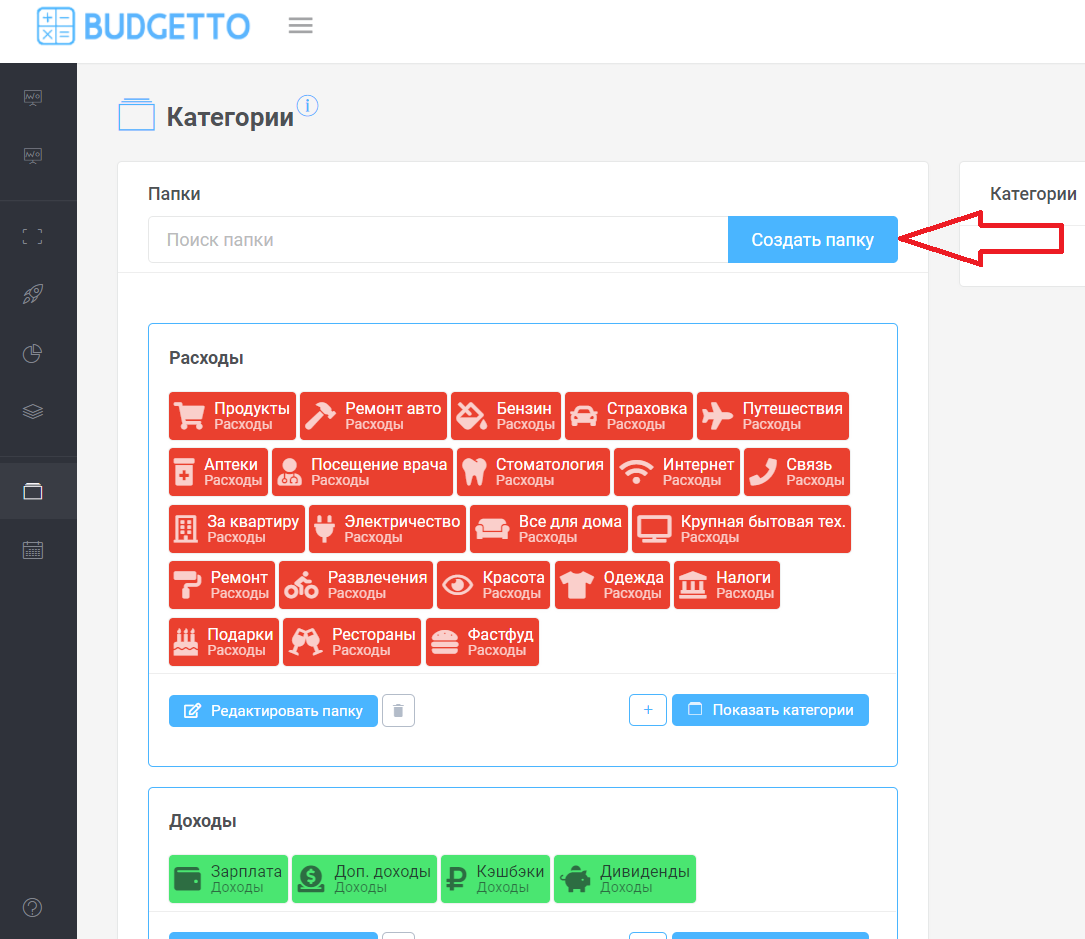 BUDGETTO
Категории i
Папки
Категории
Поиск папки
Создать папку
Расходы
Продукты Ремонт авто Бензин Страховка Путешествия
Расходы Расходы Расходы Расходы Расходы
Аптеки Посещение врача Стоматология Интернет Связь
Расходы Расходы Расходы Расходы Расходы
За квартиру Электричество Все для дома Крупная бытовая тех.
Расходы Расходы Расходы Расходы
Ремонт Развлечения Красота Одежда Налоги
Расходы Расходы Расходы Расходы Расходы
Подарки Рестораны Фастфуд
Расходы Расходы Расходы
Редактировать папку + Показать категории
Доходы
Зарплата Доп. доходы Кэшбэки Дивиденды
Доходы Доходы Доходы Доходы